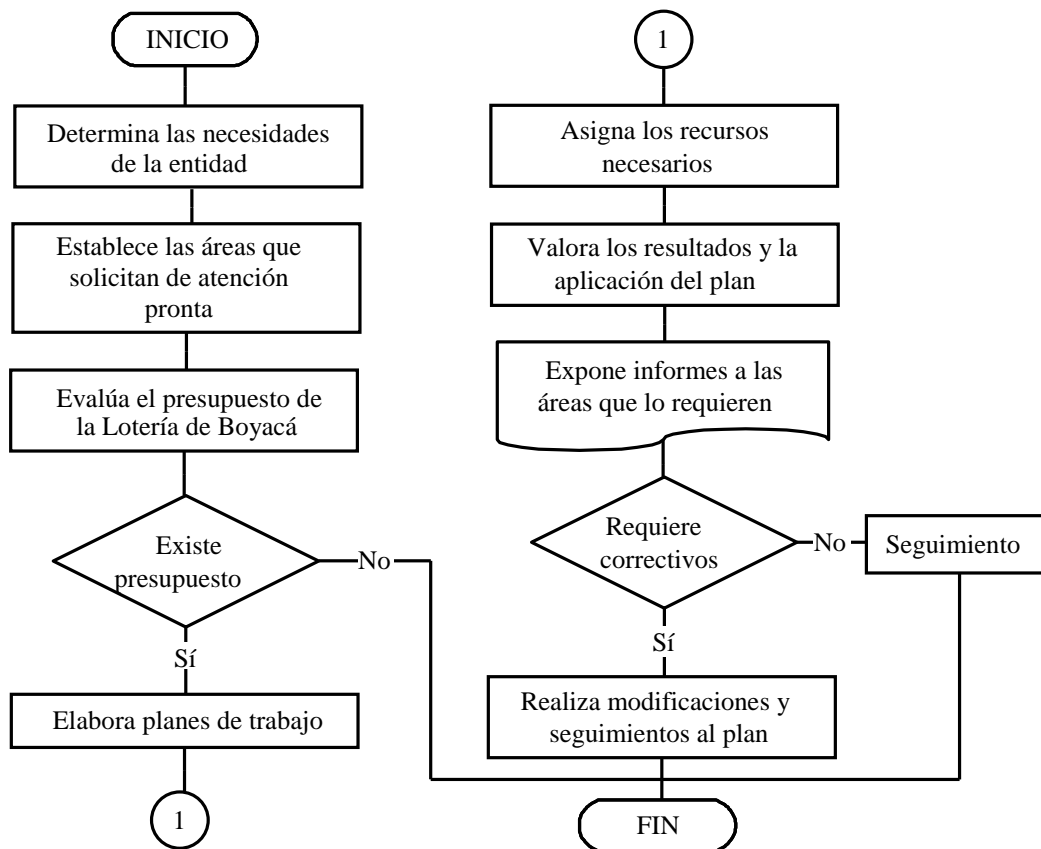 INICIO
Determina las necesidades
de la entidad
Establece las áreas que
solicitan de atención
pronta
Evalúa el presupuesto de
la Lotería de Boyacá
Existe
presupuesto
No
Sí
Elabora planes de trabajo
1
1
Asigna los recursos
necesarios
Valora los resultados y la
aplicación del plan
Expone informes a las
áreas que lo requieren
Requiere
correctivos
No
Seguimiento
Sí
Realiza modificaciones y
seguimientos al plan
FIN